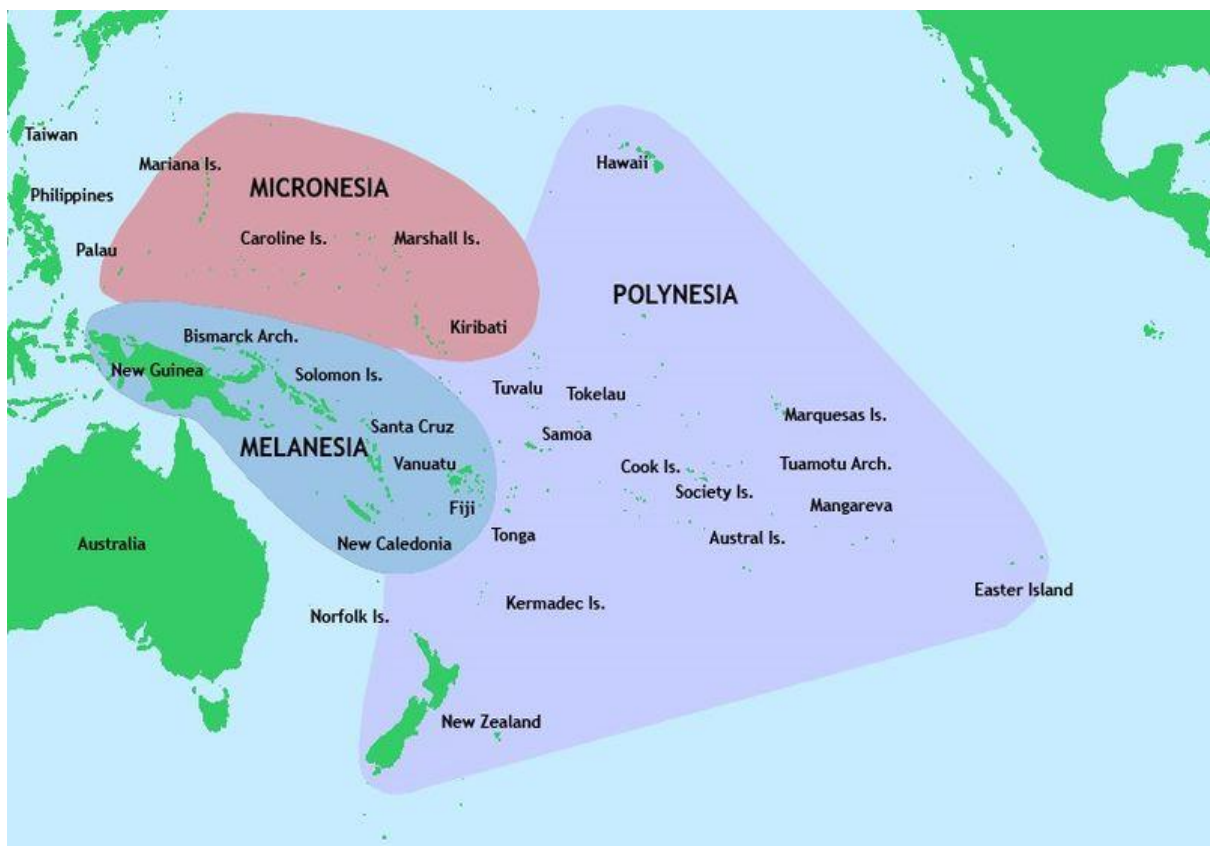 Taiwan
Hawaii
Mariana Is.
MICRONESIA
Philippines
Caroline Is.
Marshall Is.
Palau
POLYNESIA
Kiribati
Bismarck Arch.
New Guinea
Solomon Is.
Tuvalu
Tokelau
Marquesas Is.
Santa Cruz
Samoa
MELANESIA
Vanuatu
Cook Is.
Tuamotu Arch.
Society Is.
Fiji
Mangareva
Tonga
Austral Is.
Australia
New Caledonia
Easter Island
Kermadec Is.
Norfolk Is.
New Zealand